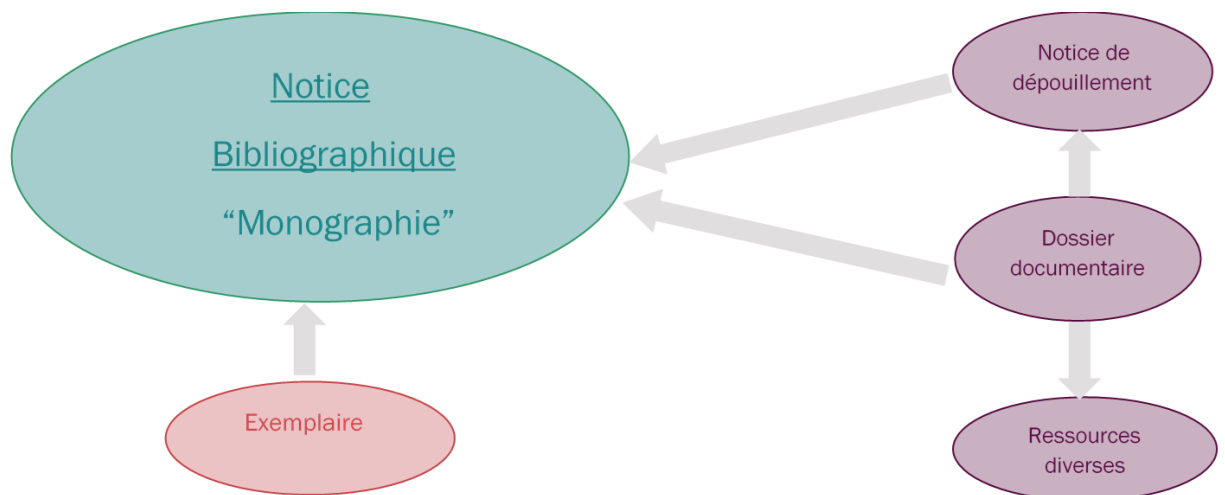 Notice
Bibliographique
“Monographie”
Notice de
dépouillement
Dossier
documentaire
Exemplaire
Ressources
diverses